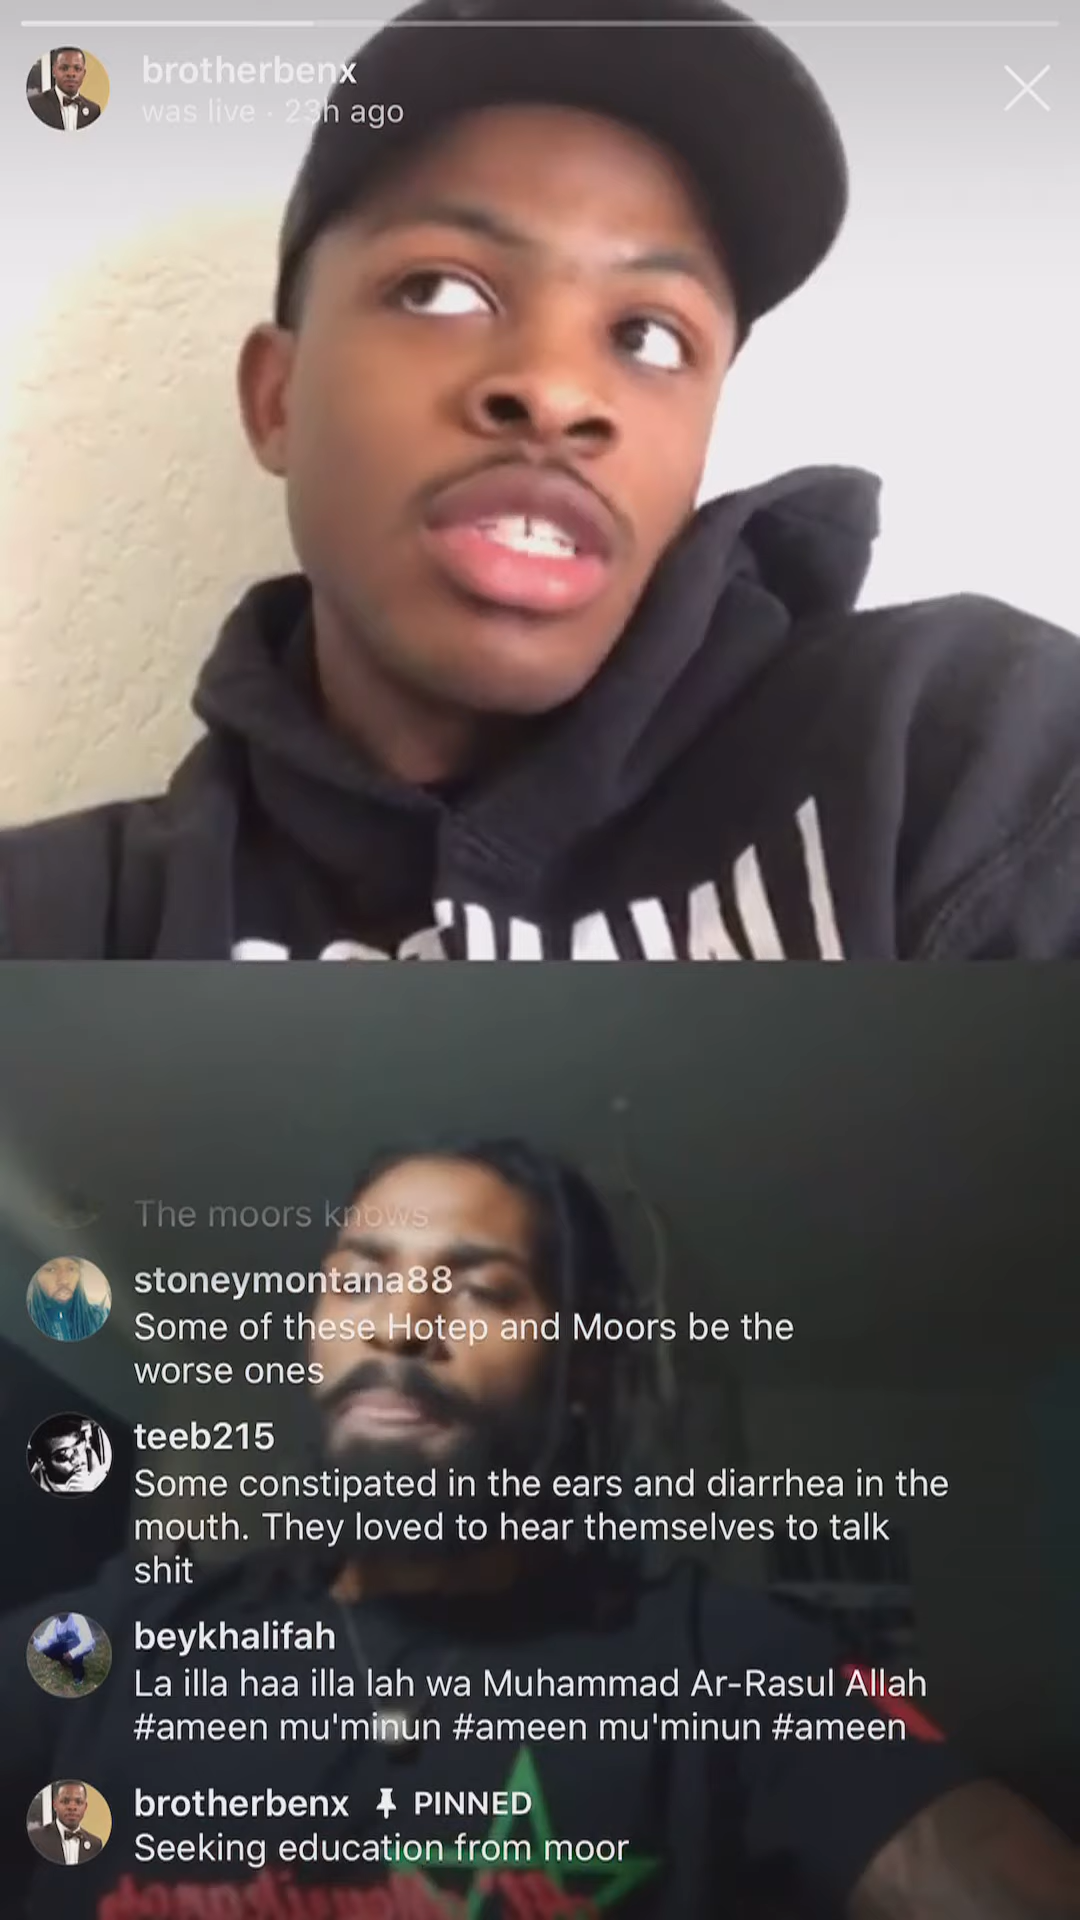 brotherbenx
was live · 23h ago
The moors knows
stoneymontana88
Some of these Hotep and Moors be the
worse ones
teeb215
Some constipated in the ears and diarrhea in the
mouth. They loved to hear themselves to talk
shit
beykhalifah
La illa haa illa lah wa Muhammad Ar-Rasul Allah
#ameen mu'minun #ameen mu'minun #ameen
brotherbenx PINNED
Seeking education from moor